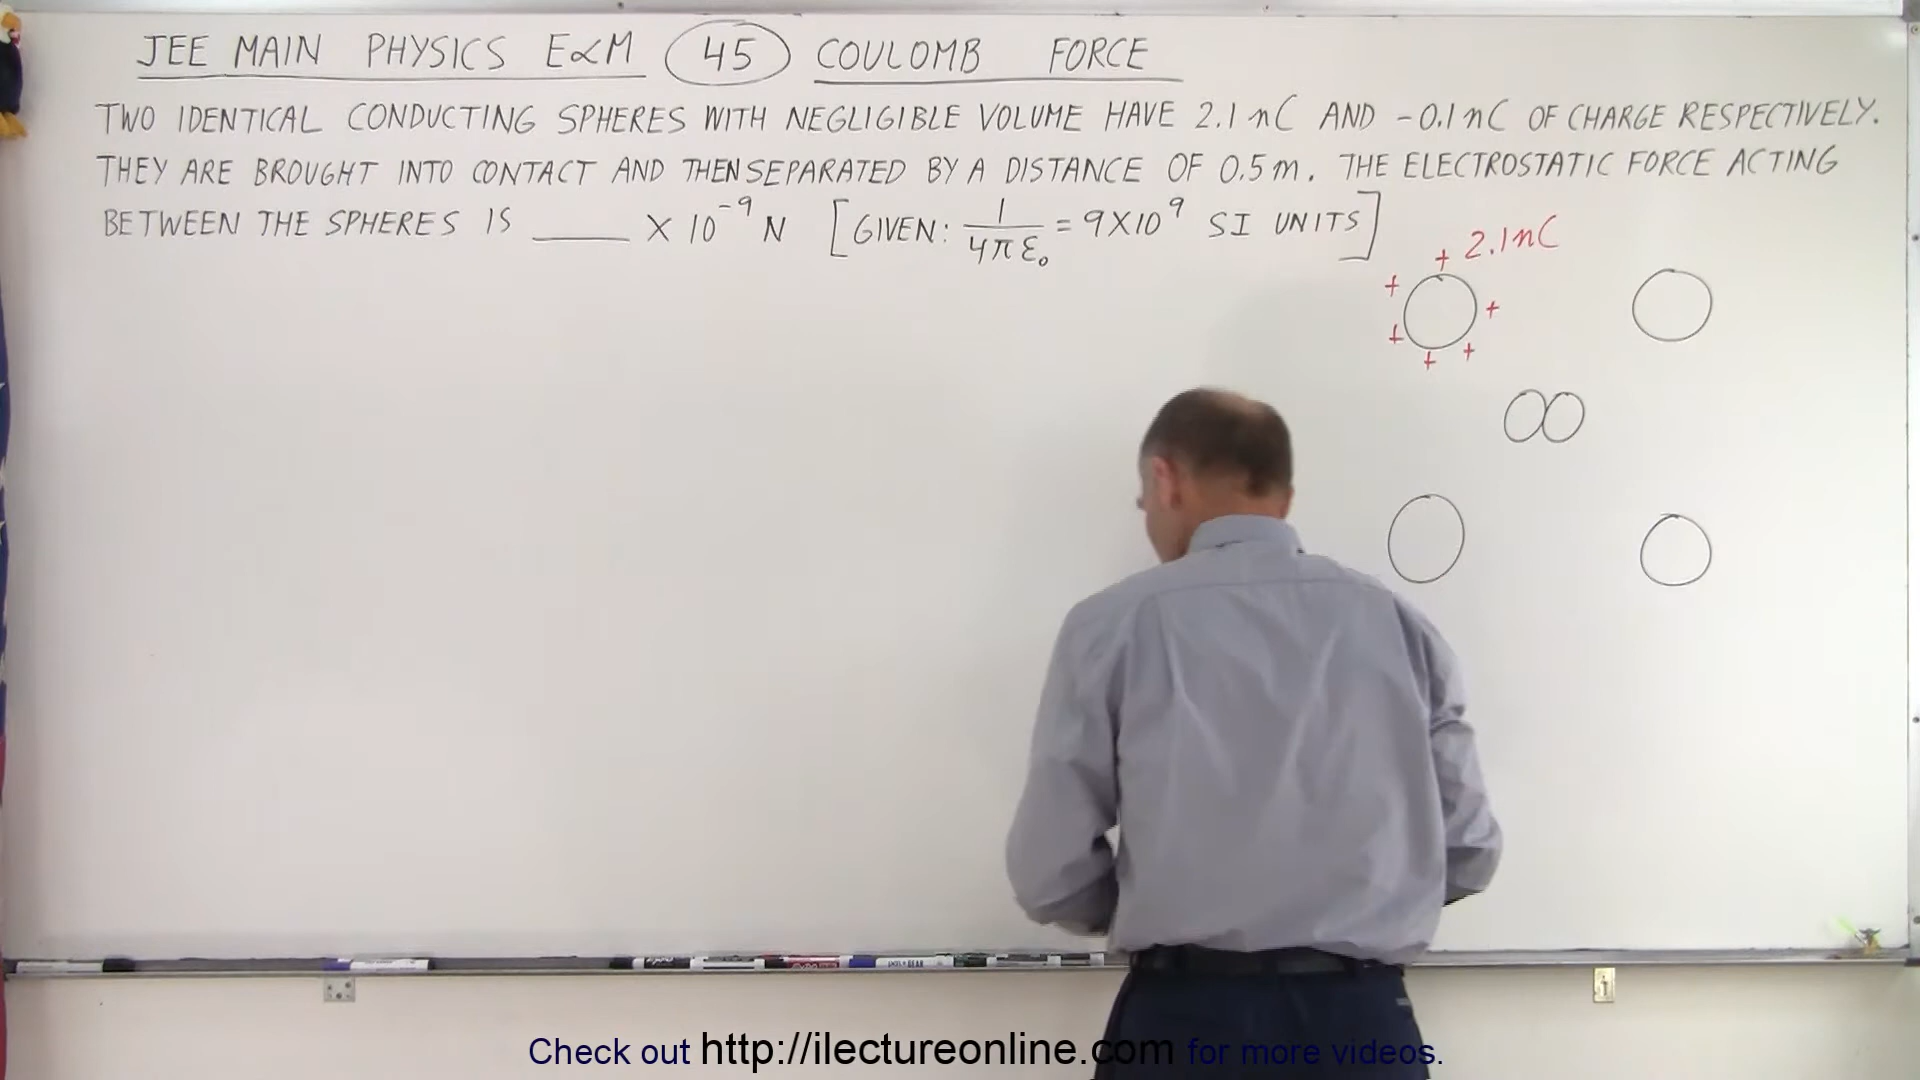 JEE MAIN PHYSICS E&M 45 COULOMB FORCE
TWO IDENTICAL CONDUCTING SPHERES WITH NEGLIGIBLE VOLUME HAVE 2.1 nC AND -0.1 nC OF CHARGE RESPECTIVELY.
THEY ARE BROUGHT INTO CONTACT AND THEN SEPARATED BY A DISTANCE OF 0.5 m. THE ELECTROSTATIC FORCE ACTING
BETWEEN THE SPHERES IS ____ X 10⁻⁹ N [GIVEN: 1/4πε₀ = 9X10⁹ SI UNITS]
+ 2.1nC
+
+
+
+
+
Check out http://ilectureonline.com for more videos.